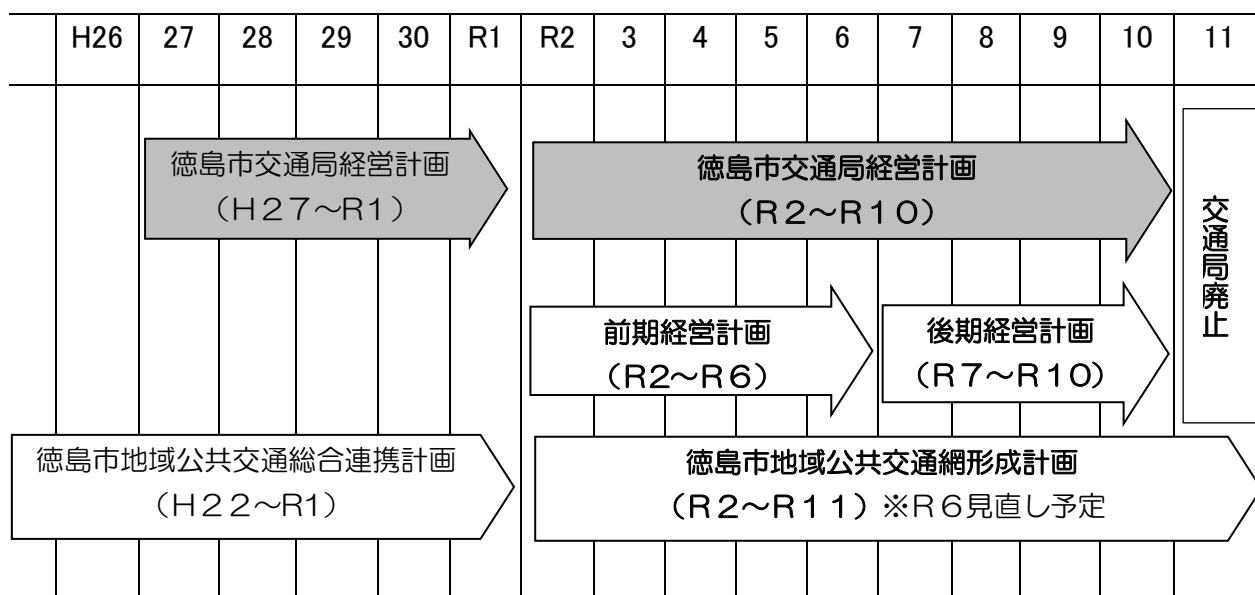 H26 27 28 29 30 R1 R2 3 4 5 6 7 8 9 10 11
徳島市交通局経営計画
（H２７～R１）
徳島市交通局経営計画
（R２～R１０）
交通局廃止
前期経営計画
（R２～R６）
後期経営計画
（R７～R１０）
徳島市地域公共交通総合連携計画
（H２２～R1）
徳島市地域公共交通網形成計画
（R２～R１１）※R６見直し予定